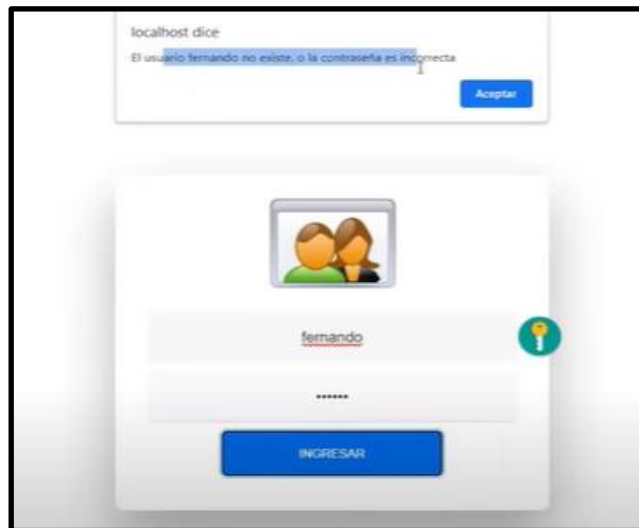 localhost dice
El usuario fernando no existe, o la contraseña es incorrecta
Aceptar
fernando
••••••
INGRESAR